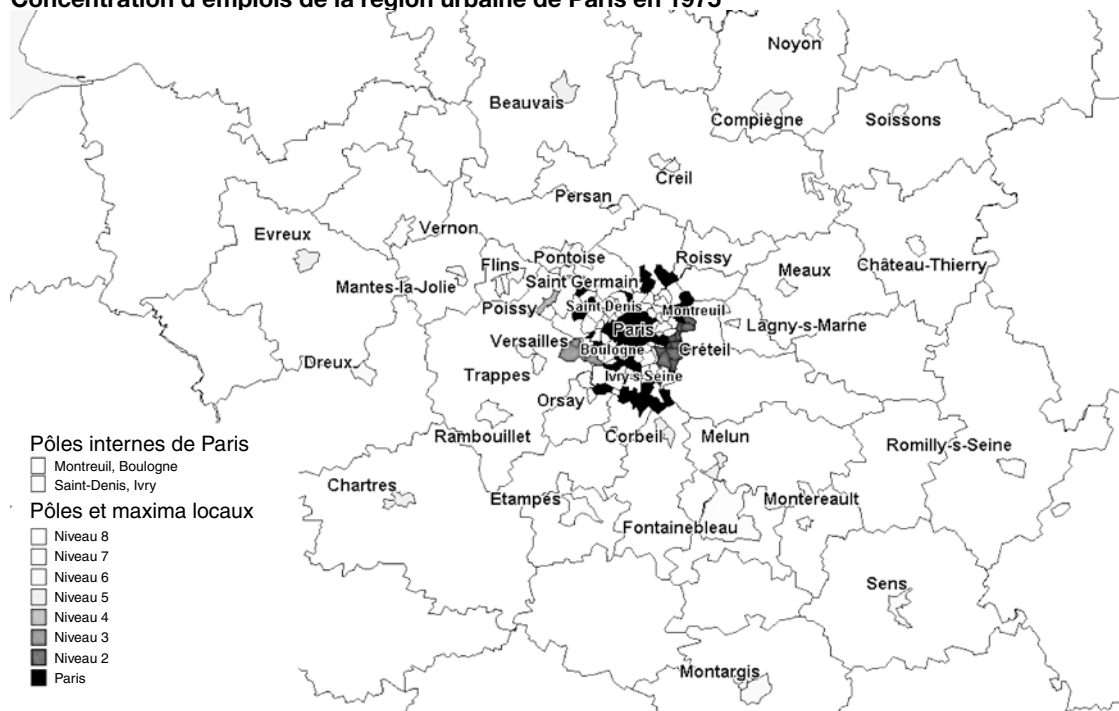 Concentration d'emplois de la région urbaine de Paris en 1975
Noyon
Beauvais
Compiègne
Soissons
Creil
Persan
Vernon
Evreux
Pontoise
Roissy
Flins
Meaux
Château-Thierry
Saint Germain
Mantes-la-Jolie
Poissy
Saint-Denis
Montreuil
Lagny-s-Marne
Paris
Versailles
Boulogne
Créteil
Dreux
Trappes
Ivry-s-Seine
Orsay
Rambouillet
Corbeil
Melun
Romilly-s-Seine
Pôles internes de Paris
Montreuil, Boulogne
Saint-Denis, Ivry
Chartres
Etampes
Montereault
Pôles et maxima locaux
Fontainebleau
Niveau 8
Niveau 7
Niveau 6
Niveau 5
Sens
Niveau 4
Niveau 3
Niveau 2
Montargis
Paris